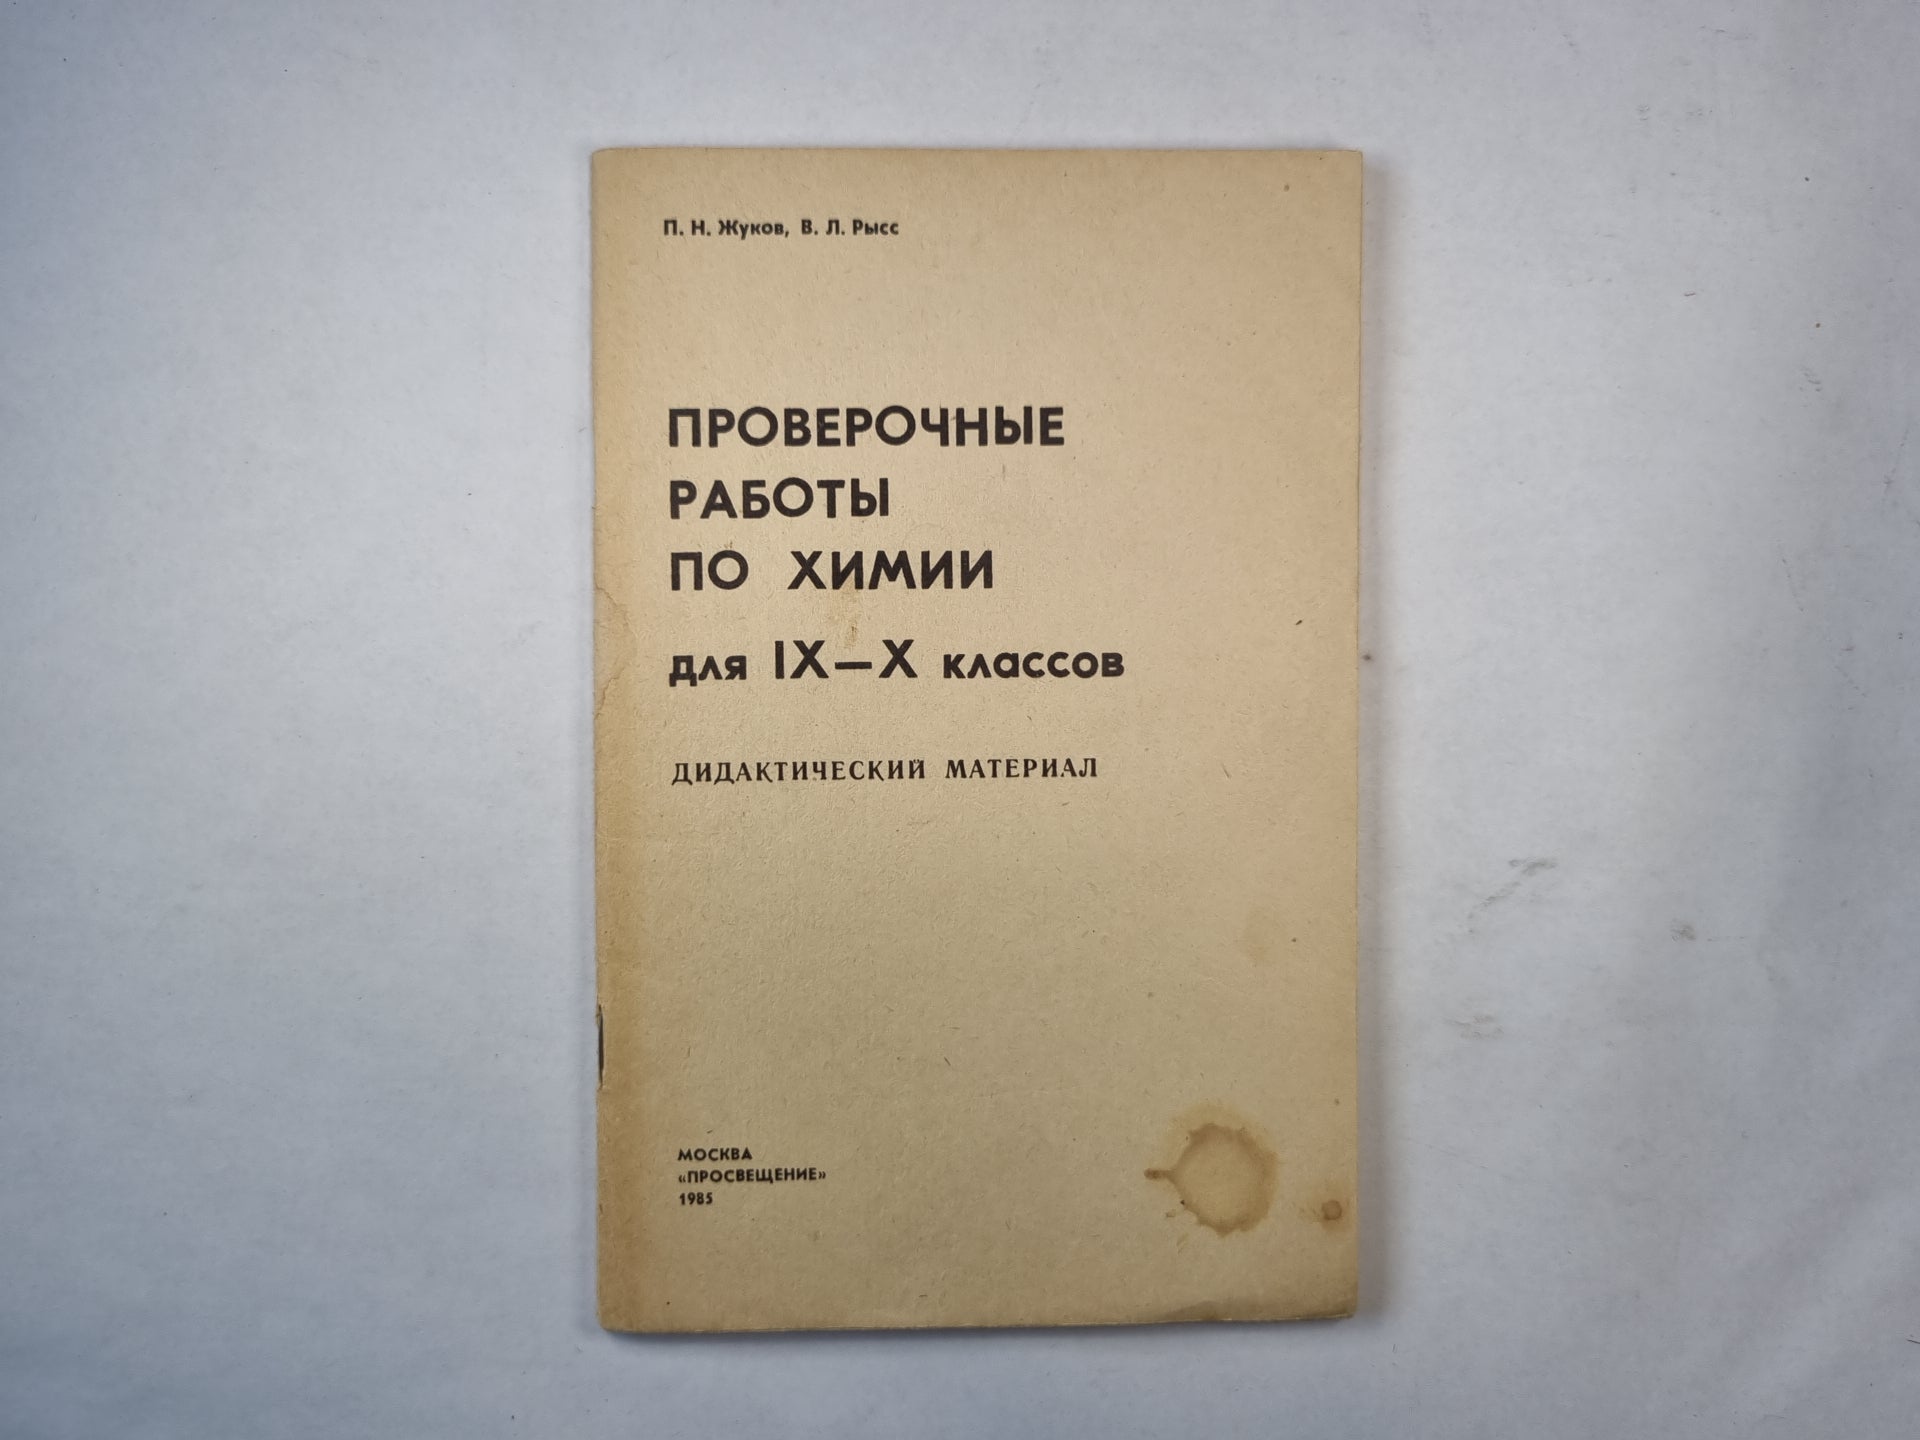 П. Н. Жуков, В. Л. Рысс
ПРОВЕРОЧНЫЕ
РАБОТЫ
ПО ХИМИИ
для IX—X классов
ДИДАКТИЧЕСКИЙ МАТЕРИАЛ
МОСКВА
«ПРОСВЕЩЕНИЕ»
1985